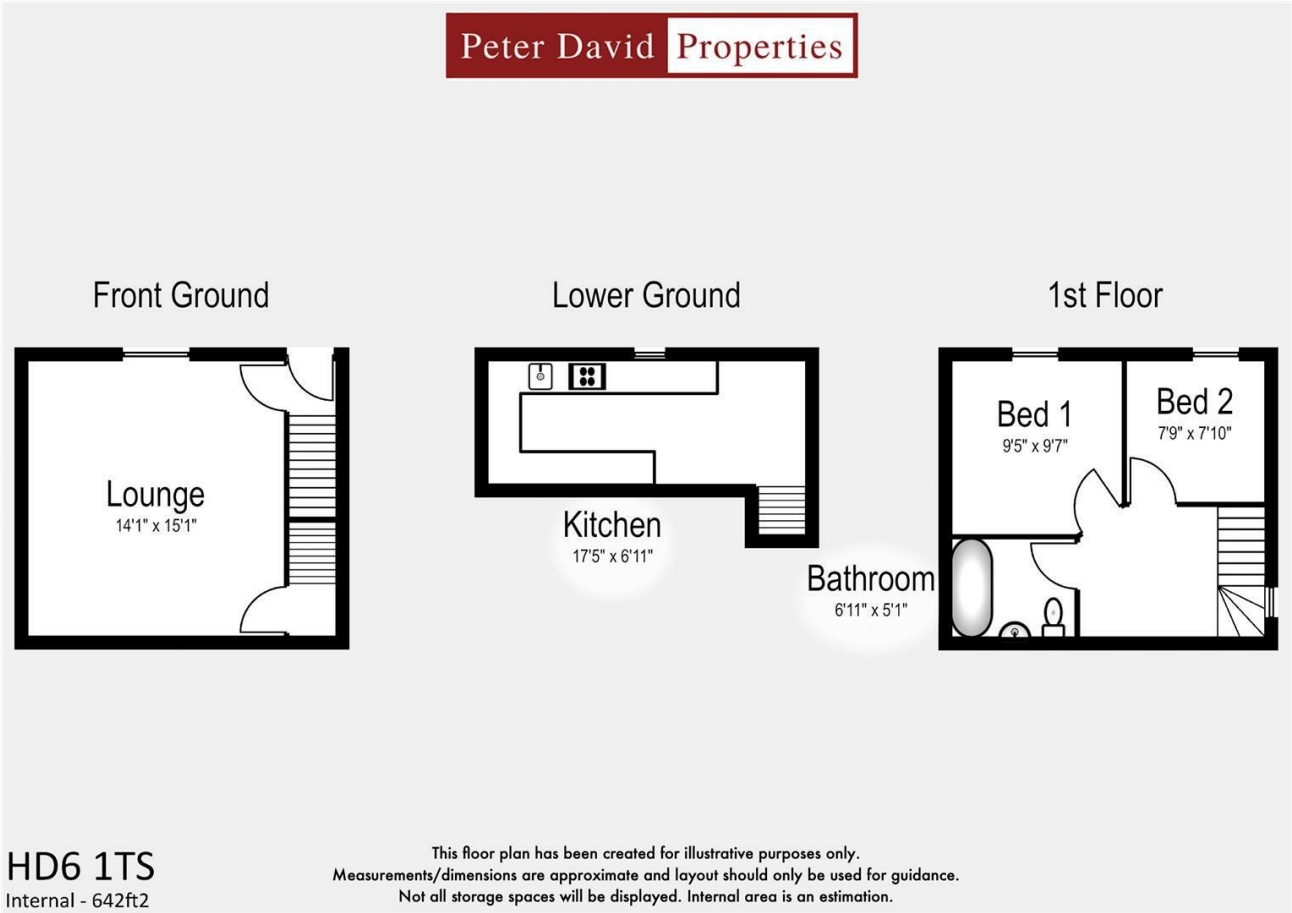 Peter David Properties
Front Ground
Lower Ground
1st Floor
Lounge
14'1" x 15'1"
Kitchen
17'5" x 6'11"
Bed 1
9'5" x 9'7"
Bed 2
7'9" x 7'10"
Bathroom
6'11" x 5'1"
HD6 1TS
Internal - 642ft2
This floor plan has been created for illustrative purposes only.
Measurements/dimensions are approximate and layout should only be used for guidance.
Not all storage spaces will be displayed. Internal area is an estimation.